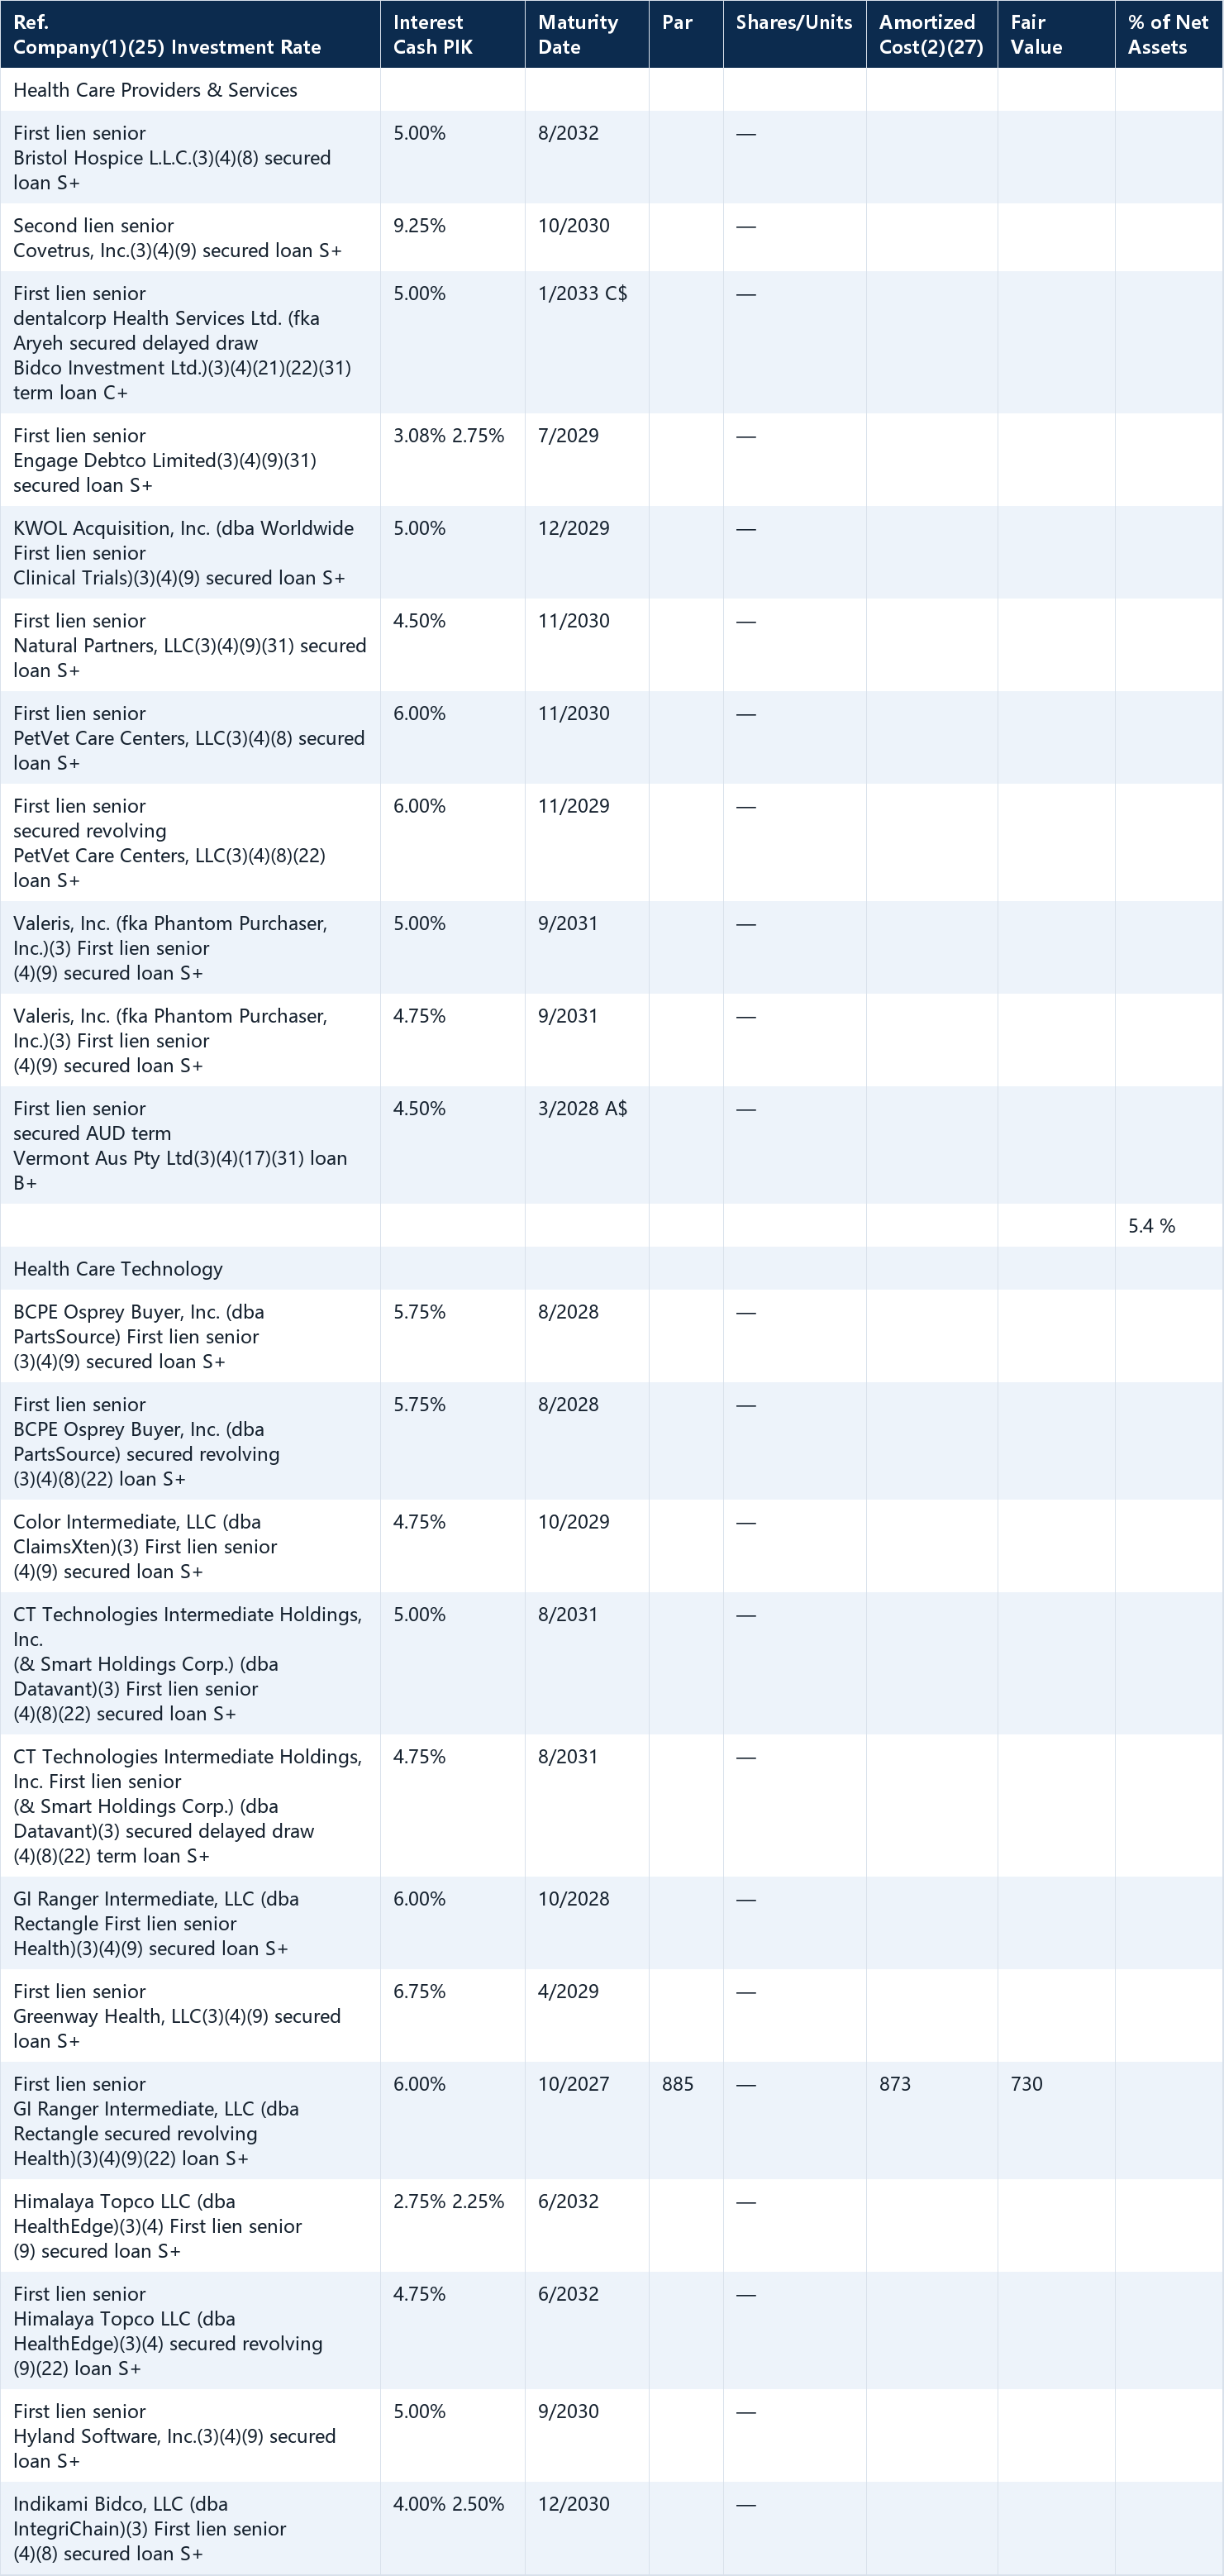 Ref.
Company(1)(25) Investment Rate
Interest
Cash PIK
Maturity
Date
Par
Shares/Units
Amortized
Cost(2)(27)
Fair
Value
% of Net
Assets
Health Care Providers & Services
First lien senior
Bristol Hospice L.L.C.(3)(4)(8) secured
loan S+
5.00%
8/2032
—
Second lien senior
Covetrus, Inc.(3)(4)(9) secured loan S+
9.25%
10/2030
—
First lien senior
dentalcorp Health Services Ltd. (fka
Aryeh secured delayed draw
Bidco Investment Ltd.)(3)(4)(21)(22)(31)
term loan C+
5.00%
1/2033 C$
—
First lien senior
Engage Debtco Limited(3)(4)(9)(31)
secured loan S+
3.08% 2.75%
7/2029
—
KWOL Acquisition, Inc. (dba Worldwide
First lien senior
Clinical Trials)(3)(4)(9) secured loan S+
5.00%
12/2029
—
First lien senior
Natural Partners, LLC(3)(4)(9)(31) secured
loan S+
4.50%
11/2030
—
First lien senior
PetVet Care Centers, LLC(3)(4)(8) secured
loan S+
6.00%
11/2030
—
First lien senior
secured revolving
PetVet Care Centers, LLC(3)(4)(8)(22)
loan S+
6.00%
11/2029
—
Valeris, Inc. (fka Phantom Purchaser,
Inc.)(3) First lien senior
(4)(9) secured loan S+
5.00%
9/2031
—
Valeris, Inc. (fka Phantom Purchaser,
Inc.)(3) First lien senior
(4)(9) secured loan S+
4.75%
9/2031
—
First lien senior
secured AUD term
Vermont Aus Pty Ltd(3)(4)(17)(31) loan
B+
4.50%
3/2028 A$
—
5.4 %
Health Care Technology
BCPE Osprey Buyer, Inc. (dba
PartsSource) First lien senior
(3)(4)(9) secured loan S+
5.75%
8/2028
—
First lien senior
BCPE Osprey Buyer, Inc. (dba
PartsSource) secured revolving
(3)(4)(8)(22) loan S+
5.75%
8/2028
—
Color Intermediate, LLC (dba
ClaimsXten)(3) First lien senior
(4)(9) secured loan S+
4.75%
10/2029
—
CT Technologies Intermediate Holdings,
Inc.
(& Smart Holdings Corp.) (dba
Datavant)(3) First lien senior
(4)(8)(22) secured loan S+
5.00%
8/2031
—
CT Technologies Intermediate Holdings,
Inc. First lien senior
(& Smart Holdings Corp.) (dba
Datavant)(3) secured delayed draw
(4)(8)(22) term loan S+
4.75%
8/2031
—
GI Ranger Intermediate, LLC (dba
Rectangle First lien senior
Health)(3)(4)(9) secured loan S+
6.00%
10/2028
—
First lien senior
Greenway Health, LLC(3)(4)(9) secured
loan S+
6.75%
4/2029
—
First lien senior
GI Ranger Intermediate, LLC (dba
Rectangle secured revolving
Health)(3)(4)(9)(22) loan S+
6.00%
10/2027
885
—
873
730
Himalaya Topco LLC (dba
HealthEdge)(3)(4) First lien senior
(9) secured loan S+
2.75% 2.25%
6/2032
—
First lien senior
Himalaya Topco LLC (dba
HealthEdge)(3)(4) secured revolving
(9)(22) loan S+
4.75%
6/2032
—
First lien senior
Hyland Software, Inc.(3)(4)(9) secured
loan S+
5.00%
9/2030
—
Indikami Bidco, LLC (dba
IntegriChain)(3) First lien senior
(4)(8) secured loan S+
4.00% 2.50%
12/2030
—